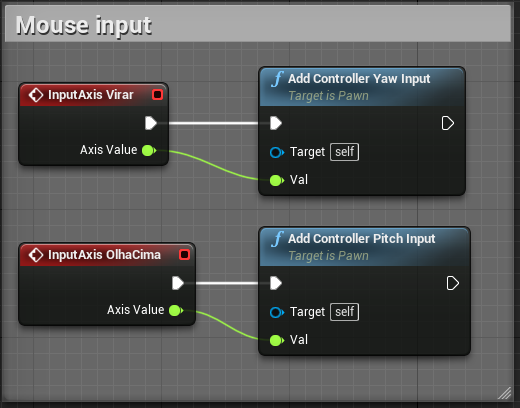 Mouse input
InputAxis Virar
Axis Value
Add Controller Yaw Input
Target is Pawn
Target self
Val
InputAxis OlhaCima
Axis Value
Add Controller Pitch Input
Target is Pawn
Target self
Val